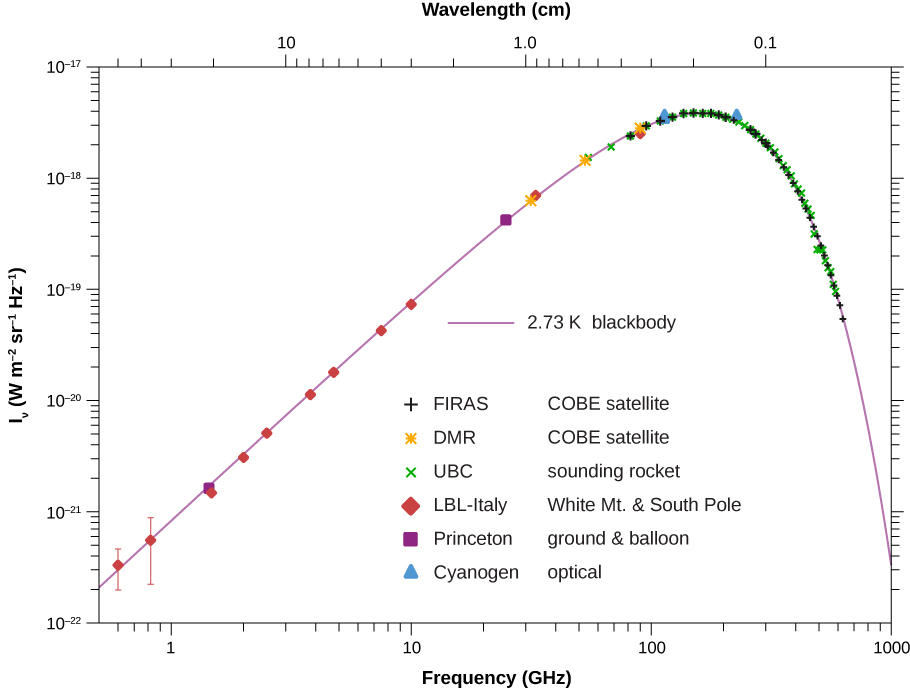 Wavelength (cm)
10 1.0 0.1
10⁻¹⁷
10⁻¹⁸
10⁻¹⁹
10⁻²⁰
10⁻²¹
10⁻²²
Iᵥ (W m⁻² sr⁻¹ Hz⁻¹)
2.73 K blackbody
FIRAS COBE satellite
DMR COBE satellite
UBC sounding rocket
LBL-Italy White Mt. & South Pole
Princeton ground & balloon
Cyanogen optical
1 10 100 1000
Frequency (GHz)